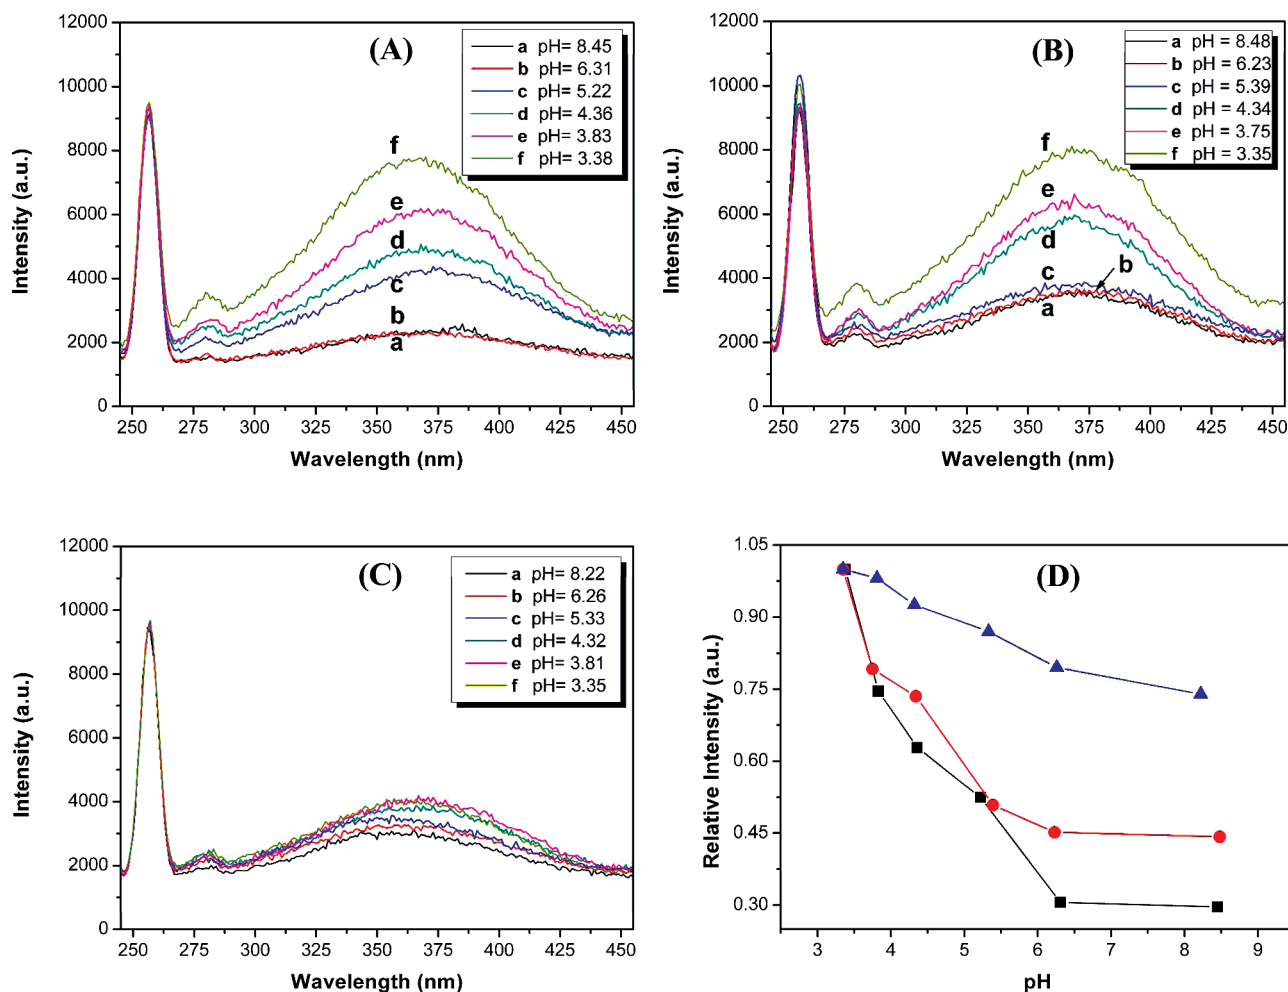 (A)
a pH= 8.45
b pH= 6.31
c pH= 5.22
d pH= 4.36
e pH= 3.83
f pH= 3.38
12000
10000
8000
6000
4000
2000
0
Intensity (a.u.)
f
e
d
c
b
a
250 275 300 325 350 375 400 425 450
Wavelength (nm)
(B)
a pH = 8.48
b pH = 6.23
c pH = 5.39
d pH = 4.34
e pH = 3.75
f pH = 3.35
12000
10000
8000
6000
4000
2000
0
Intensity (a.u.)
f
e
d
c
b
a
250 275 300 325 350 375 400 425 450
Wavelength (nm)
(C)
a pH= 8.22
b pH= 6.26
c pH= 5.33
d pH= 4.32
e pH= 3.81
f pH= 3.35
12000
10000
8000
6000
4000
2000
0
Intensity (a.u.)
250 275 300 325 350 375 400 425 450
Wavelength (nm)
(D)
1.05
0.90
0.75
0.60
0.45
0.30
Relative Intensity (a.u.)
3 4 5 6 7 8 9
pH